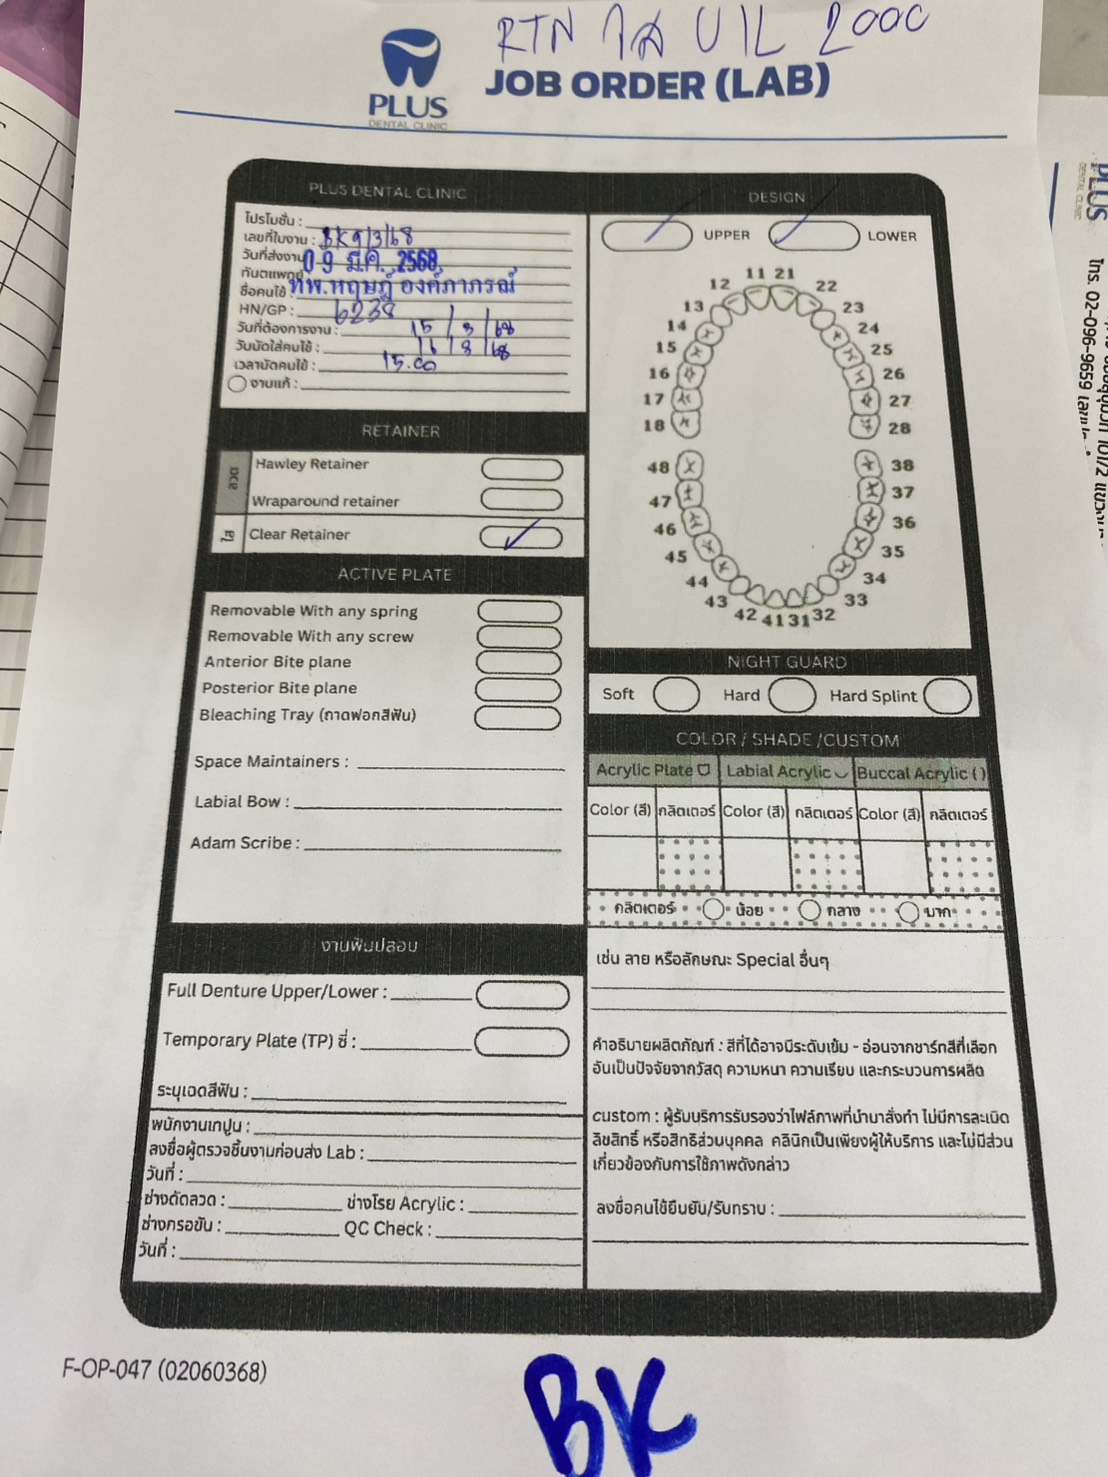 RTN ใส U/L 2000
PLUS
DENTAL CLINIC
JOB ORDER (LAB)
PLUS DENTAL CLINIC
โปรโมชั่น :
เลขที่ใบงาน : BK9/3/68
วันที่ส่งงาน 09 มี.ค. 2568
ทันตแพทย์ ทพ.หฤษฎ์ องค์ภาภรณ์
ชื่อคนไข้ :
HN/GP : 6238
วันที่ต้องการงาน : 15/3/68
วันนัดใส่คนไข้ : 16/3/68
เวลานัดคนไข้ : 15.00
งานแก้ :
RETAINER
Hawley Retainer
Wraparound retainer
Clear Retainer
ACTIVE PLATE
Removable With any spring
Removable With any screw
Anterior Bite plane
Posterior Bite plane
Bleaching Tray (ถาดฟอกสีฟัน)
Space Maintainers :
Labial Bow :
Adam Scribe :
งานฟันปลอม
Full Denture Upper/Lower :
Temporary Plate (TP) ซี่ :
ระบุเฉดสีฟัน :
พนักงานเทปูน :
ลงชื่อผู้ตรวจชิ้นงานก่อนส่ง Lab :
วันที่ :
ช่างดัดลวด : ช่างโรย Acrylic :
ช่างกรอขัด : QC Check :
วันที่ :
DESIGN
UPPER LOWER
11 21
12 22
13 23
14 24
15 25
16 26
17 27
18 28
48 38
47 37
46 36
45 35
44 34
43 33
42 41 31 32
NIGHT GUARD
Soft Hard Hard Splint
COLOR / SHADE /CUSTOM
Acrylic Plate Labial Acrylic Buccal Acrylic ( )
Color (สี) กลิตเตอร์ Color (สี) กลิตเตอร์ Color (สี) กลิตเตอร์
กลิตเตอร์ น้อย กลาง มาก
เช่น ลาย หรือลักษณะ Special อื่นๆ
คำอธิบายผลิตภัณฑ์ : สีที่ได้อาจมีระดับเข้ม - อ่อนจากชาร์ทสีที่เลือก
อันเป็นปัจจัยจากวัสดุ ความหนา ความเรียบ และกระบวนการผลิต
custom : ผู้รับบริการรับรองว่าไฟล์ภาพที่นำมาสั่งทำ ไม่มีการละเมิด
ลิขสิทธิ์ หรือสิทธิส่วนบุคคล คลินิกเป็นเพียงผู้ให้บริการ และไม่มีส่วน
เกี่ยวข้องกับการใช้ภาพดังกล่าว
ลงชื่อคนไข้ยืนยัน/รับทราบ :
F-OP-047 (02060368)
BK
PLUS
DENTAL CLINIC
โทร. 02-096-9659